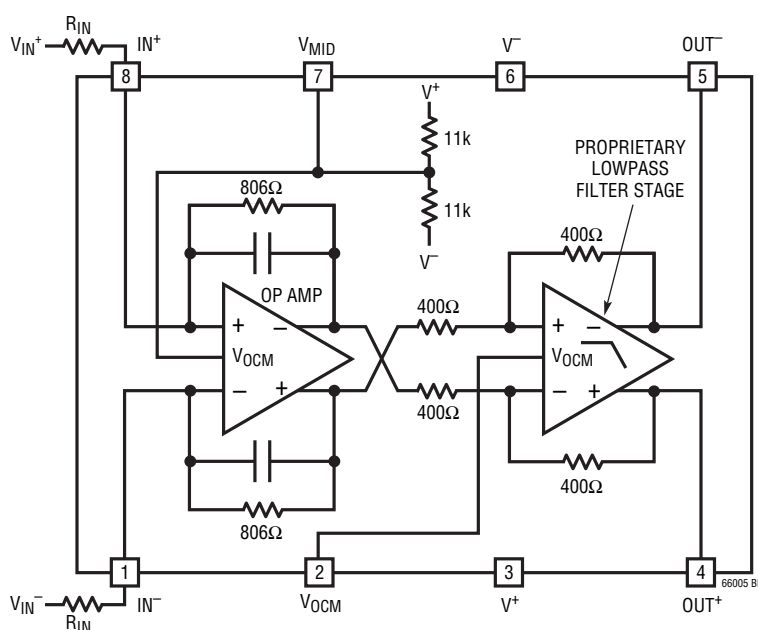 R_IN
V_IN⁺
IN⁺
V_MID
V⁻
OUT⁻
8
7
6
5
V⁺
11k
11k
V⁻
PROPRIETARY
LOWPASS
FILTER STAGE
806Ω
400Ω
OP AMP
400Ω
+
−
+
−
V_OCM
V_OCM
−
+
−
+
400Ω
400Ω
806Ω
1
2
3
4
66005 B
V_IN⁻
IN⁻
V_OCM
V⁺
OUT⁺
R_IN